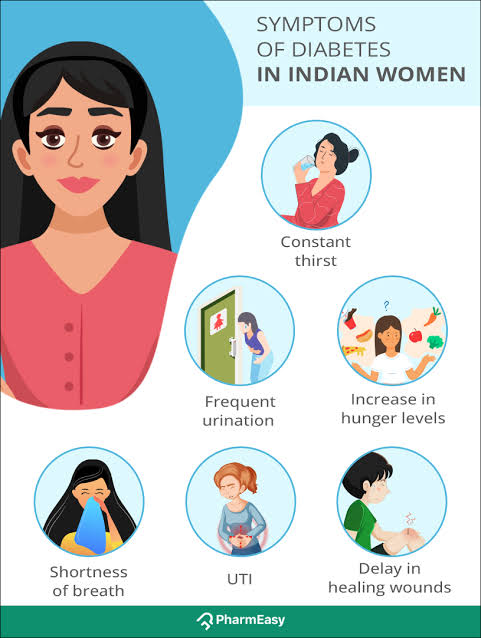 SYMPTOMS
OF DIABETES
IN INDIAN WOMEN
Constant
thirst
Frequent
urination
?
Increase in
hunger levels
Shortness
of breath
UTI
Delay in
healing wounds
PharmEasy